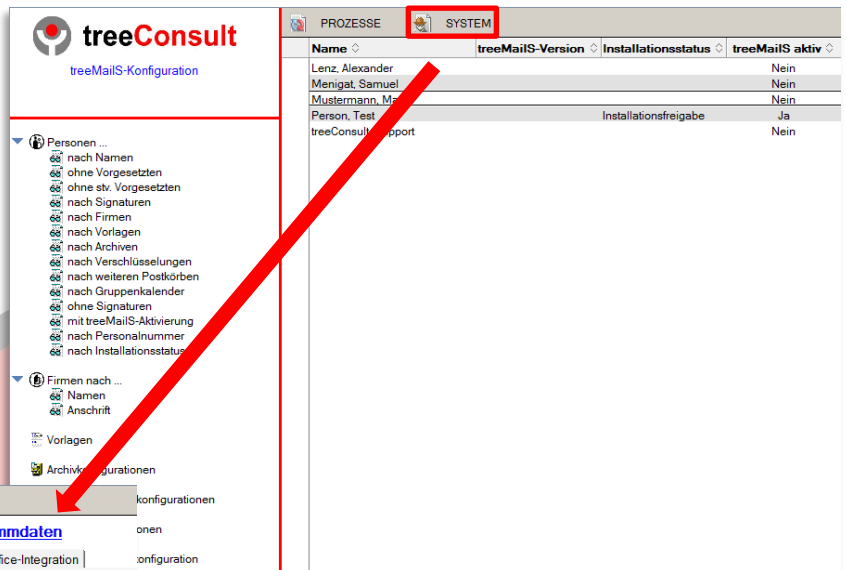 treeConsult
treeMailS-Konfiguration
PROZESSE SYSTEM
Name treeMailS-Version Installationsstatus treeMailS aktiv
Lenz, Alexander Nein
Menigat, Samuel Nein
Mustermann, Nein
Person, Test Installationsfreigabe Ja
treeConsult Nein
Personen ...
nach Namen
ohne Vorgesetzten
ohne stv. Vorgesetzten
nach Signaturen
nach Firmen
nach Vorlagen
nach Archiven
nach Verschlüsselungen
nach weiteren Postkörben
nach Gruppenkalender
ohne Signaturen
mit treeMailS-Aktivierung
nach Personalnummer
nach Installationsstatus
Firmen nach ...
Namen
Anschrift
Vorlagen
konfigurationen
mmdaten onen
fice-Integration konfiguration